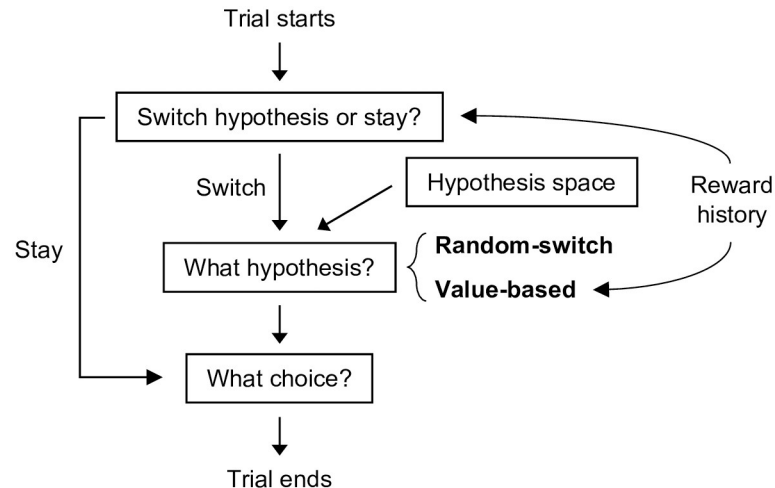 Trial starts
Switch hypothesis or stay?
Switch
Hypothesis space
Reward
history
Stay
What hypothesis?
Random-switch
Value-based
What choice?
Trial ends